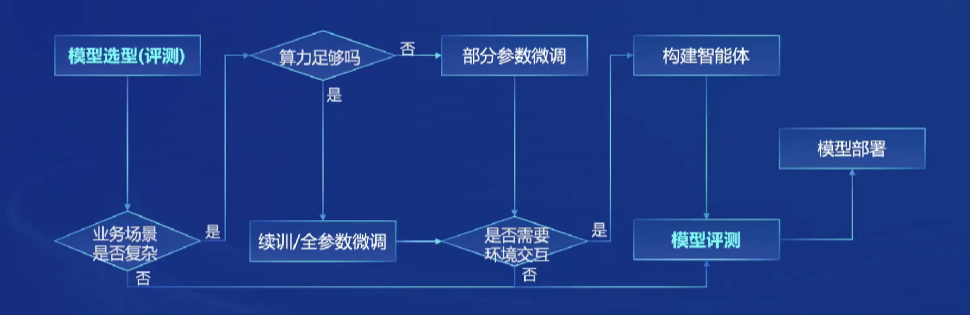 模型选型(评测)
算力足够吗
否
部分参数微调
构建智能体
是
模型部署
业务场景
是否复杂
是
续训/全参数微调
是否需要
环境交互
是
模型评测
否
否